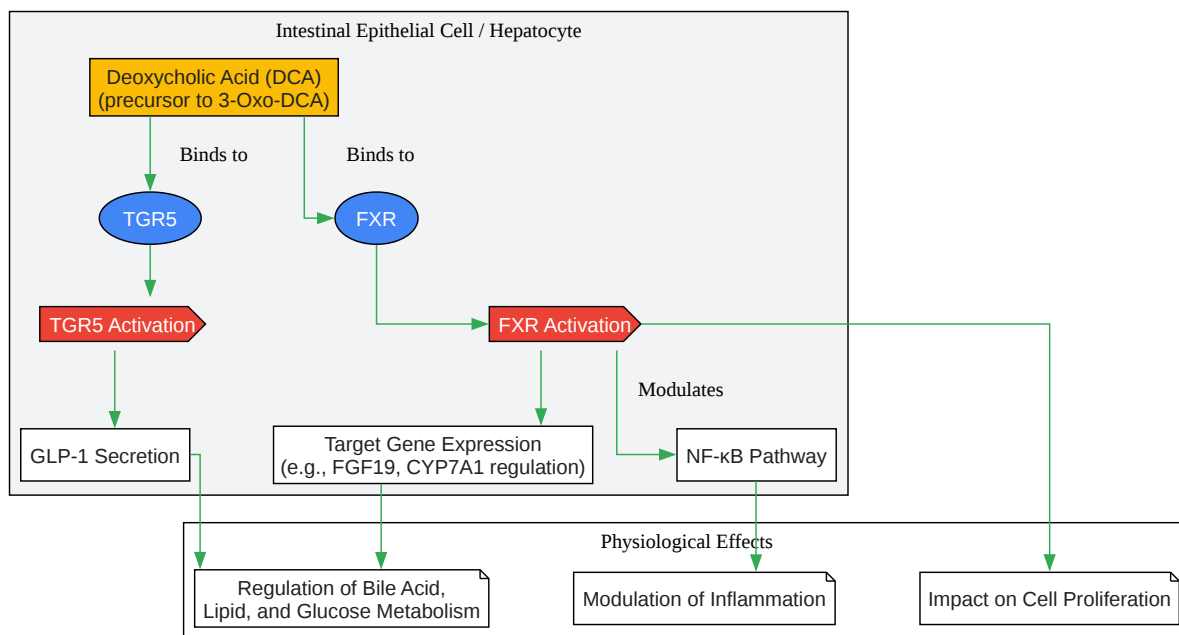 Intestinal Epithelial Cell / Hepatocyte
Deoxycholic Acid (DCA)
(precursor to 3-Oxo-DCA)
Binds to
Binds to
TGR5
FXR
TGR5 Activation
FXR Activation
Modulates
GLP-1 Secretion
Target Gene Expression
(e.g., FGF19, CYP7A1 regulation)
NF-κB Pathway
Physiological Effects
Regulation of Bile Acid,
Lipid, and Glucose Metabolism
Modulation of Inflammation
Impact on Cell Proliferation